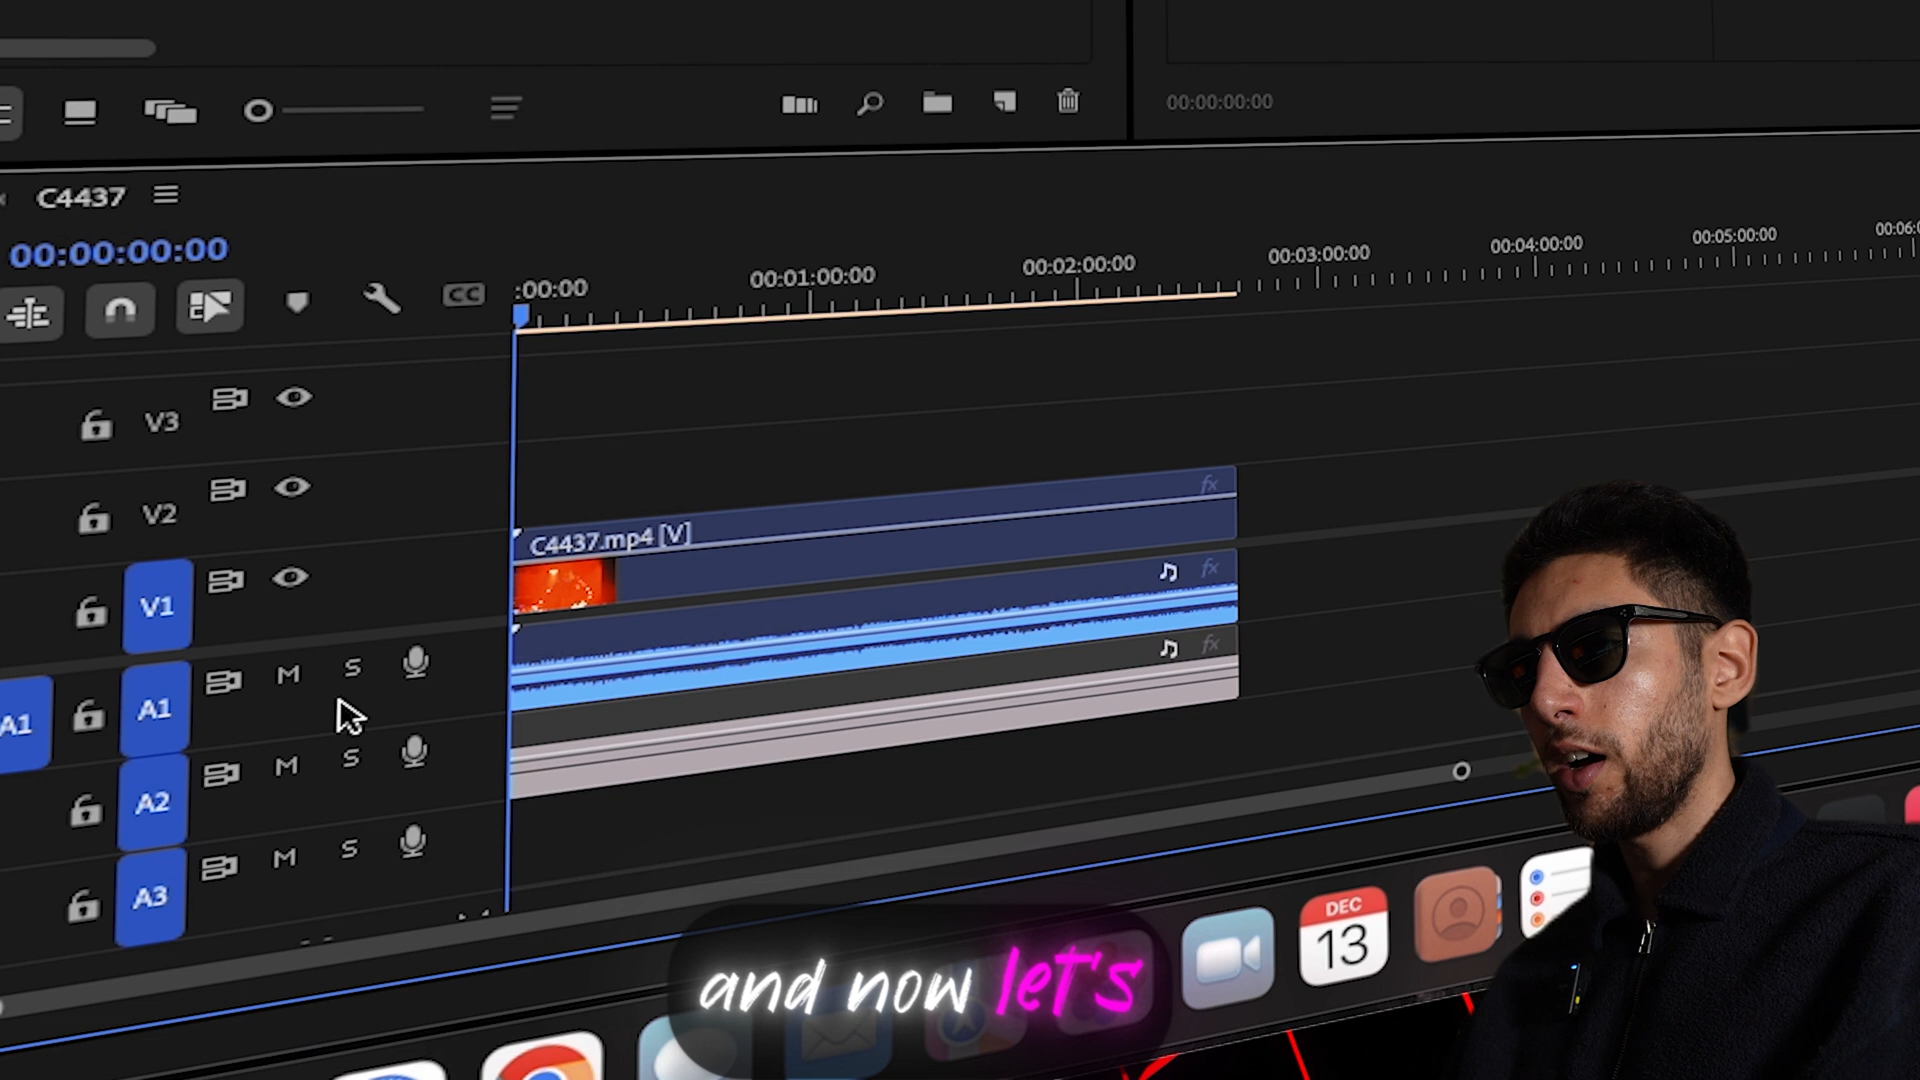 00:00:00:00
C4437
00:00:00:00
:00:00
00:01:00:00
00:02:00:00
00:03:00:00
00:04:00:00
00:05:00:00
CC
V3
V2
C4437.mp4 [V]
fx
V1
fx
A1
A1
M
S
fx
A2
M
S
A3
M
S
DEC
13
and now let's